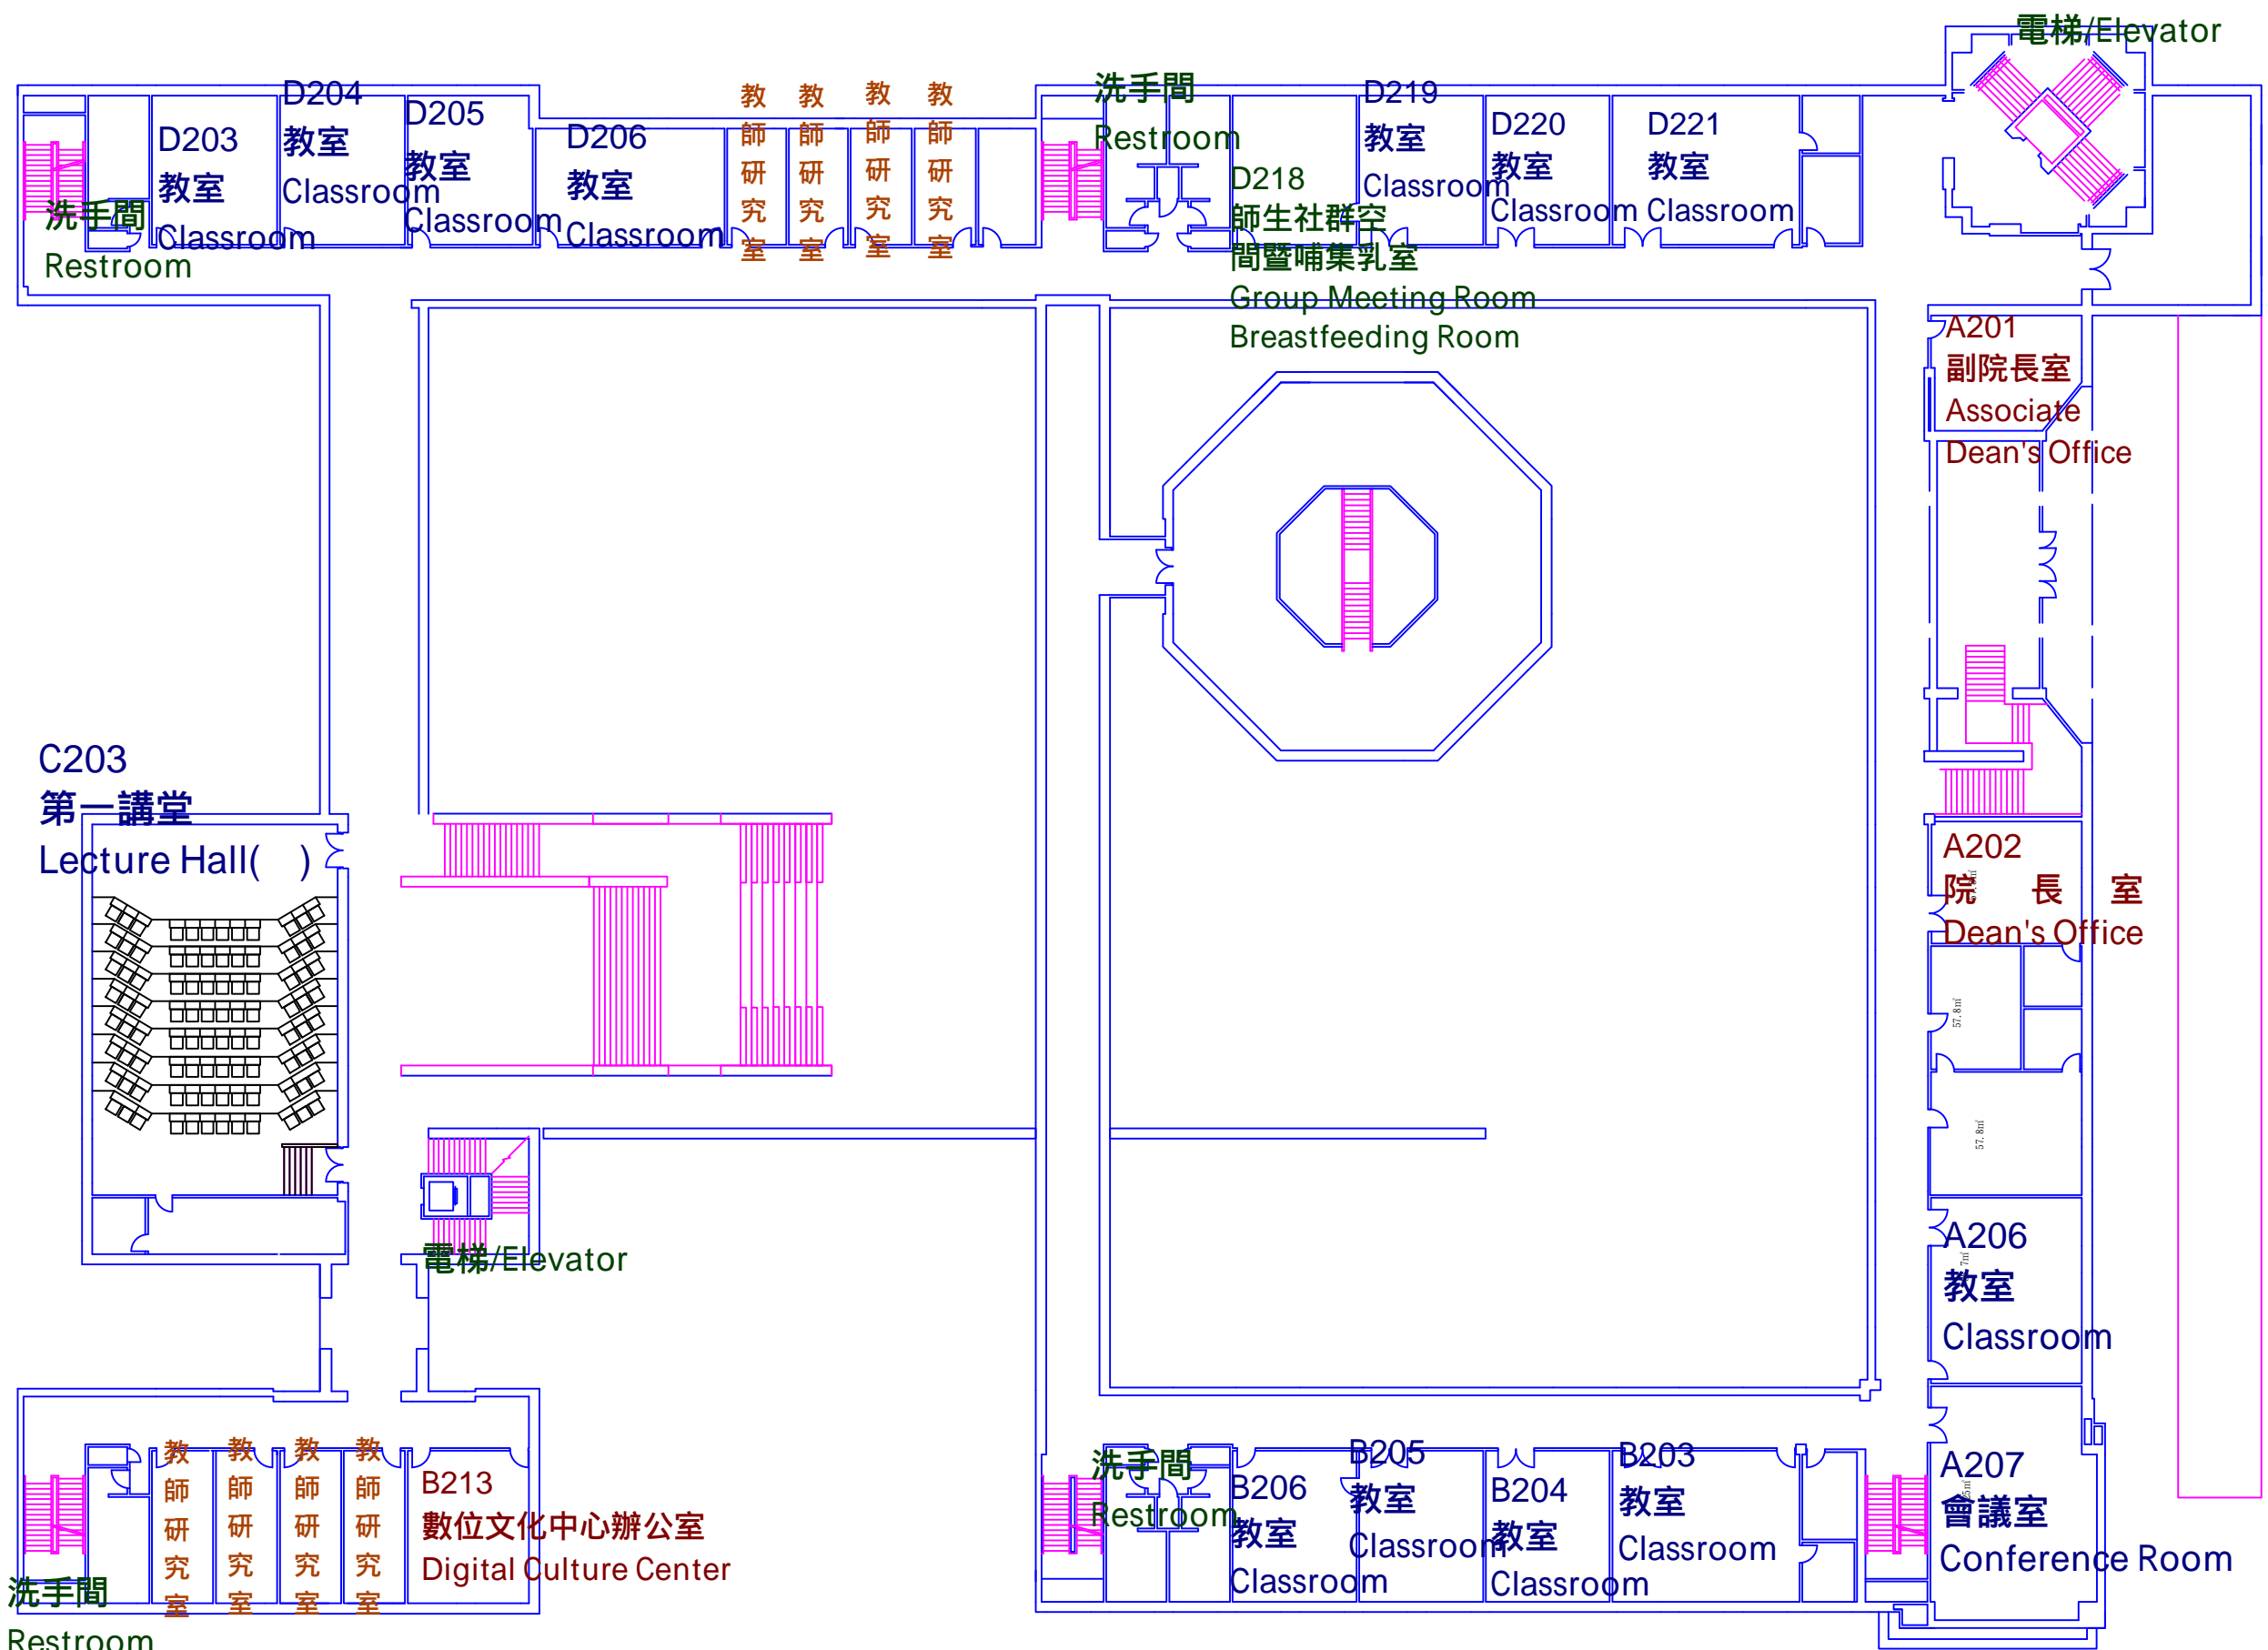 電梯/Elevator
D203
教室
Classroom
D204
教室
Classroom
D205
教室
Classroom
D206
教室
Classroom
教師研究室
教師研究室
教師研究室
教師研究室
洗手間
Restroom
洗手間
Restroom
D218
師生社群空
間暨哺集乳室
Group Meeting Room
Breastfeeding Room
D219
教室
Classroom
D220
教室
Classroom
D221
教室
Classroom
A201
副院長室
Associate
Dean's Office
C203
第一講堂
Lecture Hall( )
A202
院 長 室
Dean's Office
57.8㎡
57.8㎡
電梯/Elevator
A206
教室
Classroom
教師研究室
教師研究室
教師研究室
教師研究室
B213
數位文化中心辦公室
Digital Culture Center
洗手間
Restroom
洗手間
Restroom
B206
教室
Classroom
B205
教室
Classroom
B204
教室
Classroom
B203
教室
Classroom
A207
會議室
Conference Room